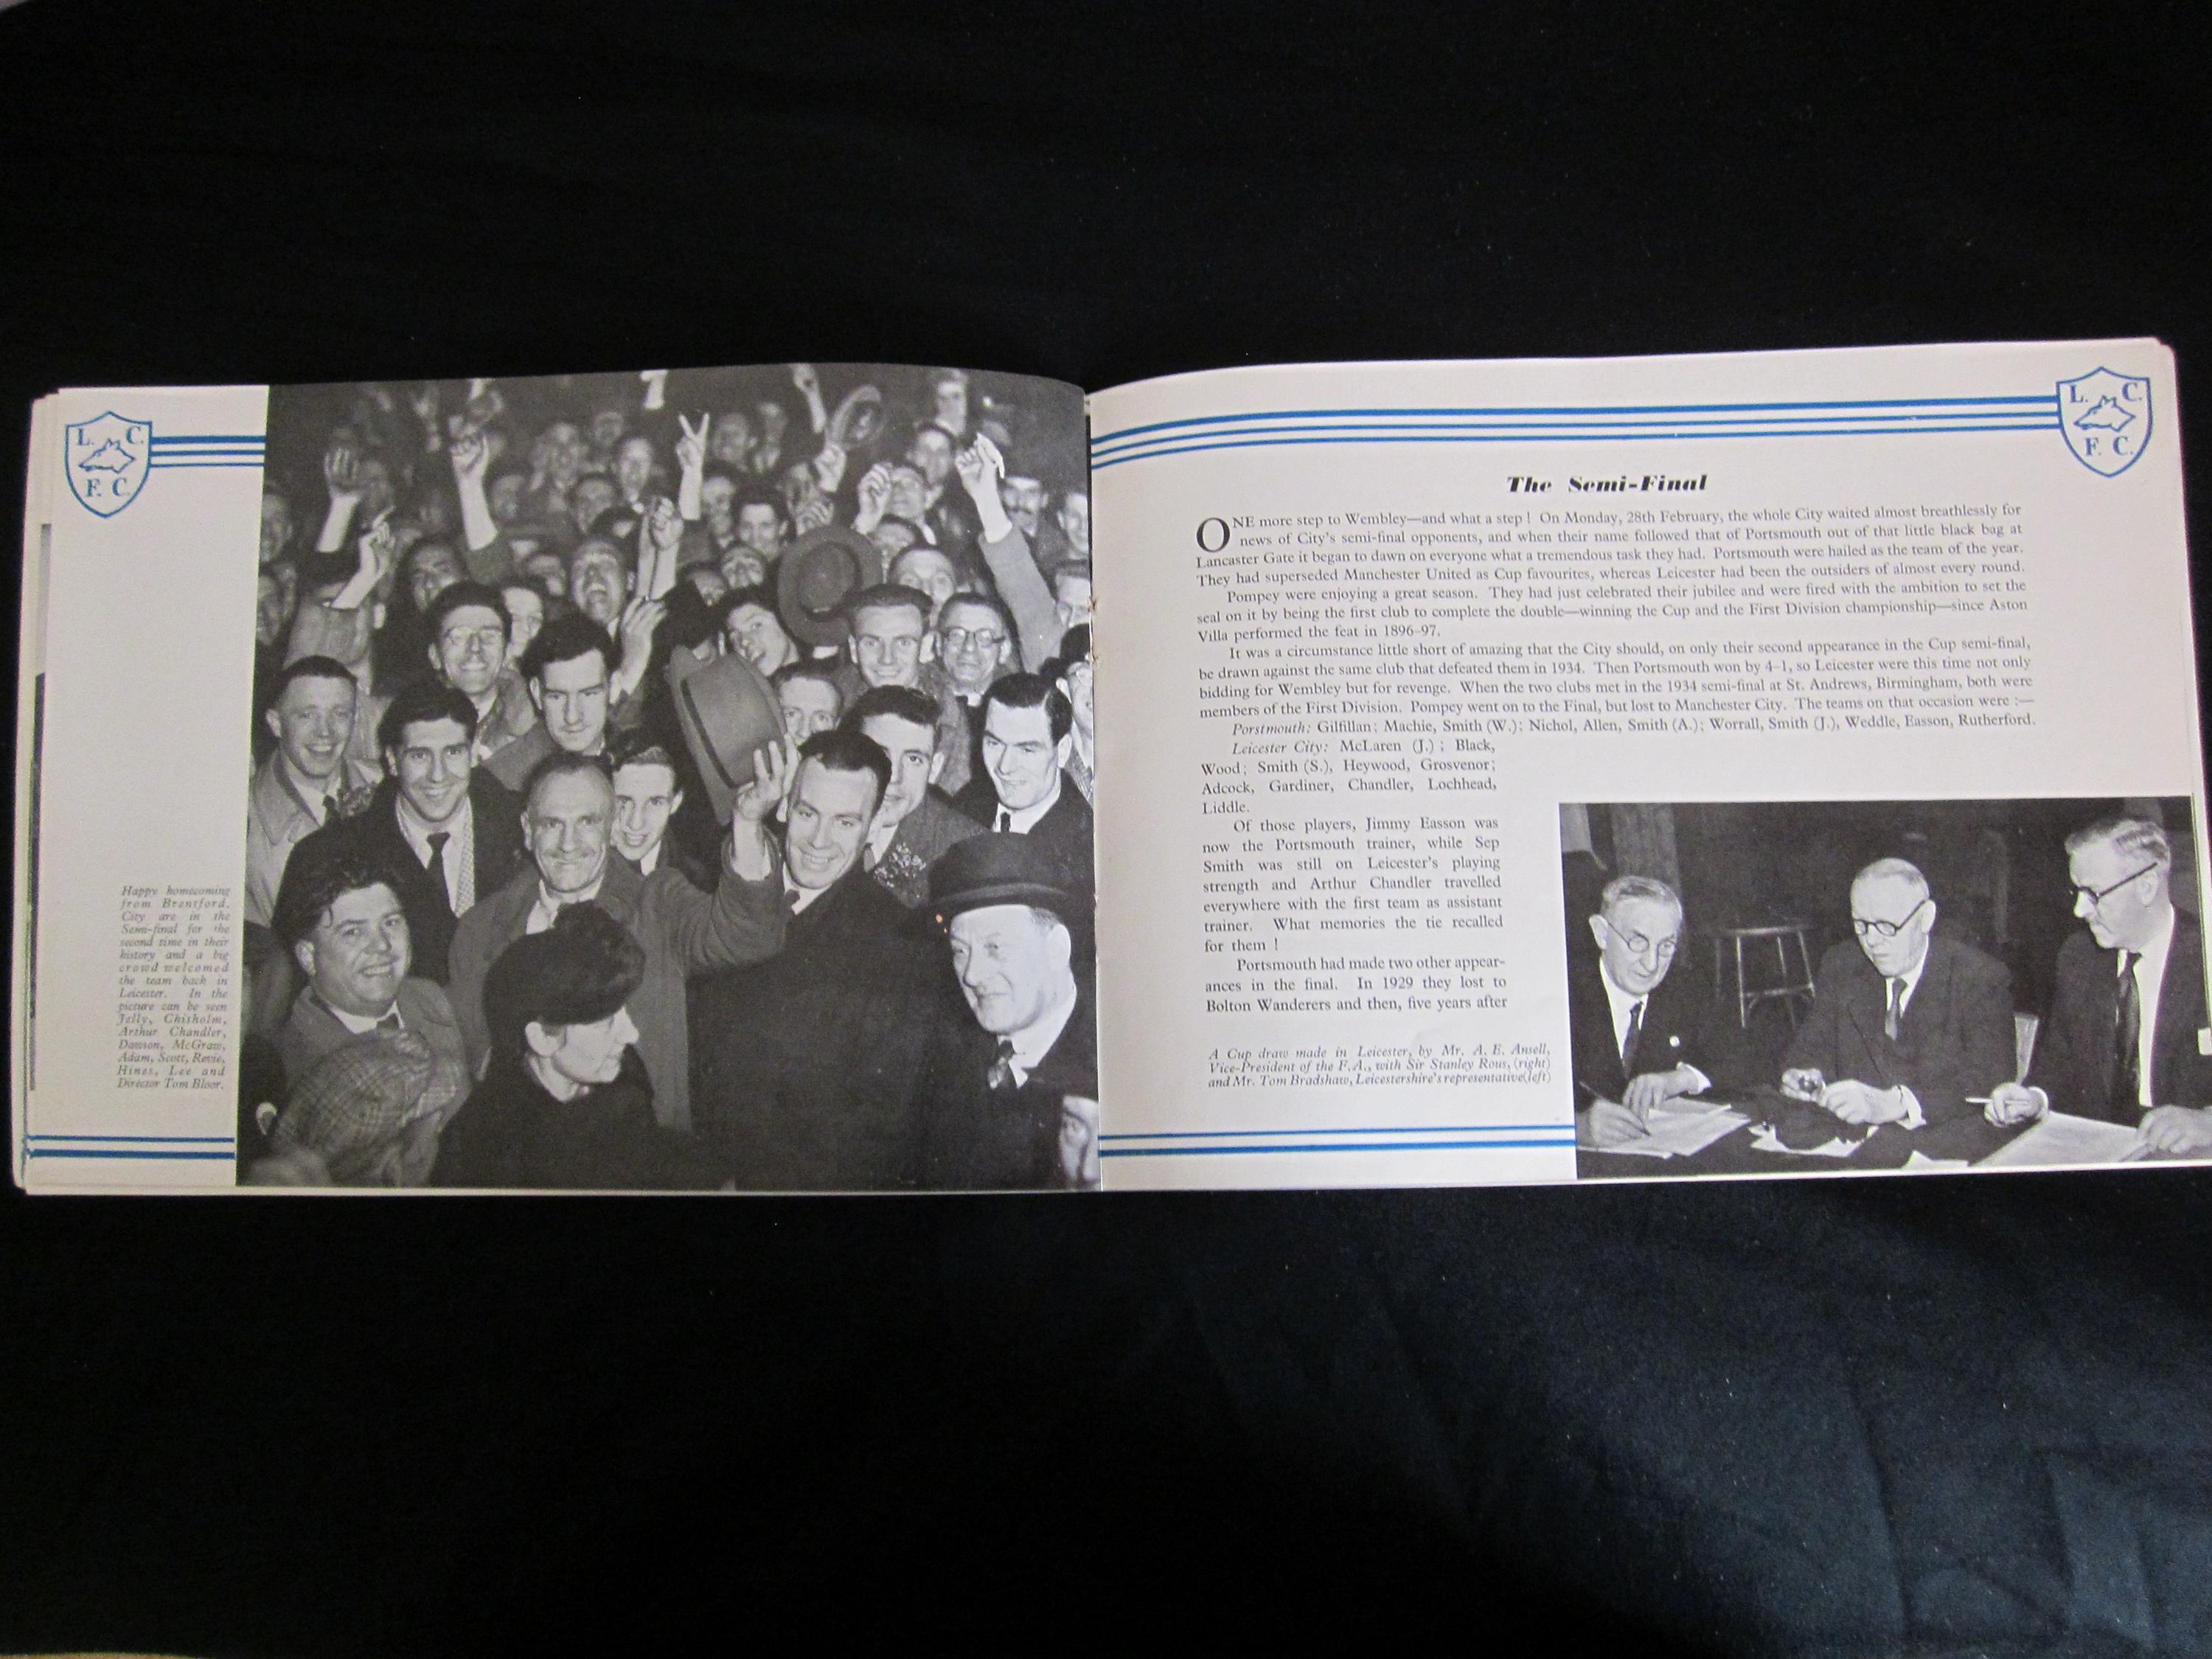 L. C.
F. C.
Happy homecoming
from Brentford.
City are in the
Semi-final for the
second time in their
history and a big
crowd welcomed
the team back in
Leicester. In the
picture can be seen
Jelly, Chisholm,
Arthur Chandler,
Dawson, McGraw,
Adam, Scott, Revie,
Hines, Lee and
Director Tom Bloor.
L. C.
F. C.
The Semi-Final
ONE more step to Wembley—and what a step! On Monday, 28th February, the whole City waited almost breathlessly for
news of City's semi-final opponents, and when their name followed that of Portsmouth out of that little black bag at
Lancaster Gate it began to dawn on everyone what a tremendous task they had. Portsmouth were hailed as the team of the year.
They had superseded Manchester United as Cup favourites, whereas Leicester had been the outsiders of almost every round.
Pompey were enjoying a great season. They had just celebrated their jubilee and were fired with the ambition to set the
seal on it by being the first club to complete the double—winning the Cup and the First Division championship—since Aston
Villa performed the feat in 1896-97.
It was a circumstance little short of amazing that the City should, on only their second appearance in the Cup semi-final,
be drawn against the same club that defeated them in 1934. Then Portsmouth won by 4-1, so Leicester were this time not only
bidding for Wembley but for revenge. When the two clubs met in the 1934 semi-final at St. Andrews, Birmingham, both were
members of the First Division. Pompey went on to the Final, but lost to Manchester City. The teams on that occasion were :—
Porstmouth: Gilfillan; Machie, Smith (W.); Nichol, Allen, Smith (A.); Worrall, Smith (J.), Weddle, Easson, Rutherford.
Leicester City: McLaren (J.) ; Black,
Wood; Smith (S.), Heywood, Grosvenor;
Adcock, Gardiner, Chandler, Lochhead,
Liddle.
Of those players, Jimmy Easson was
now the Portsmouth trainer, while Sep
Smith was still on Leicester's playing
strength and Arthur Chandler travelled
everywhere with the first team as assistant
trainer. What memories the tie recalled
for them !
Portsmouth had made two other appear-
ances in the final. In 1929 they lost to
Bolton Wanderers and then, five years after
A Cup draw made in Leicester, by Mr. A. E. Ansell,
Vice-President of the F.A., with Sir Stanley Rous, (right)
and Mr. Tom Bradshaw, Leicestershire's representative(left)